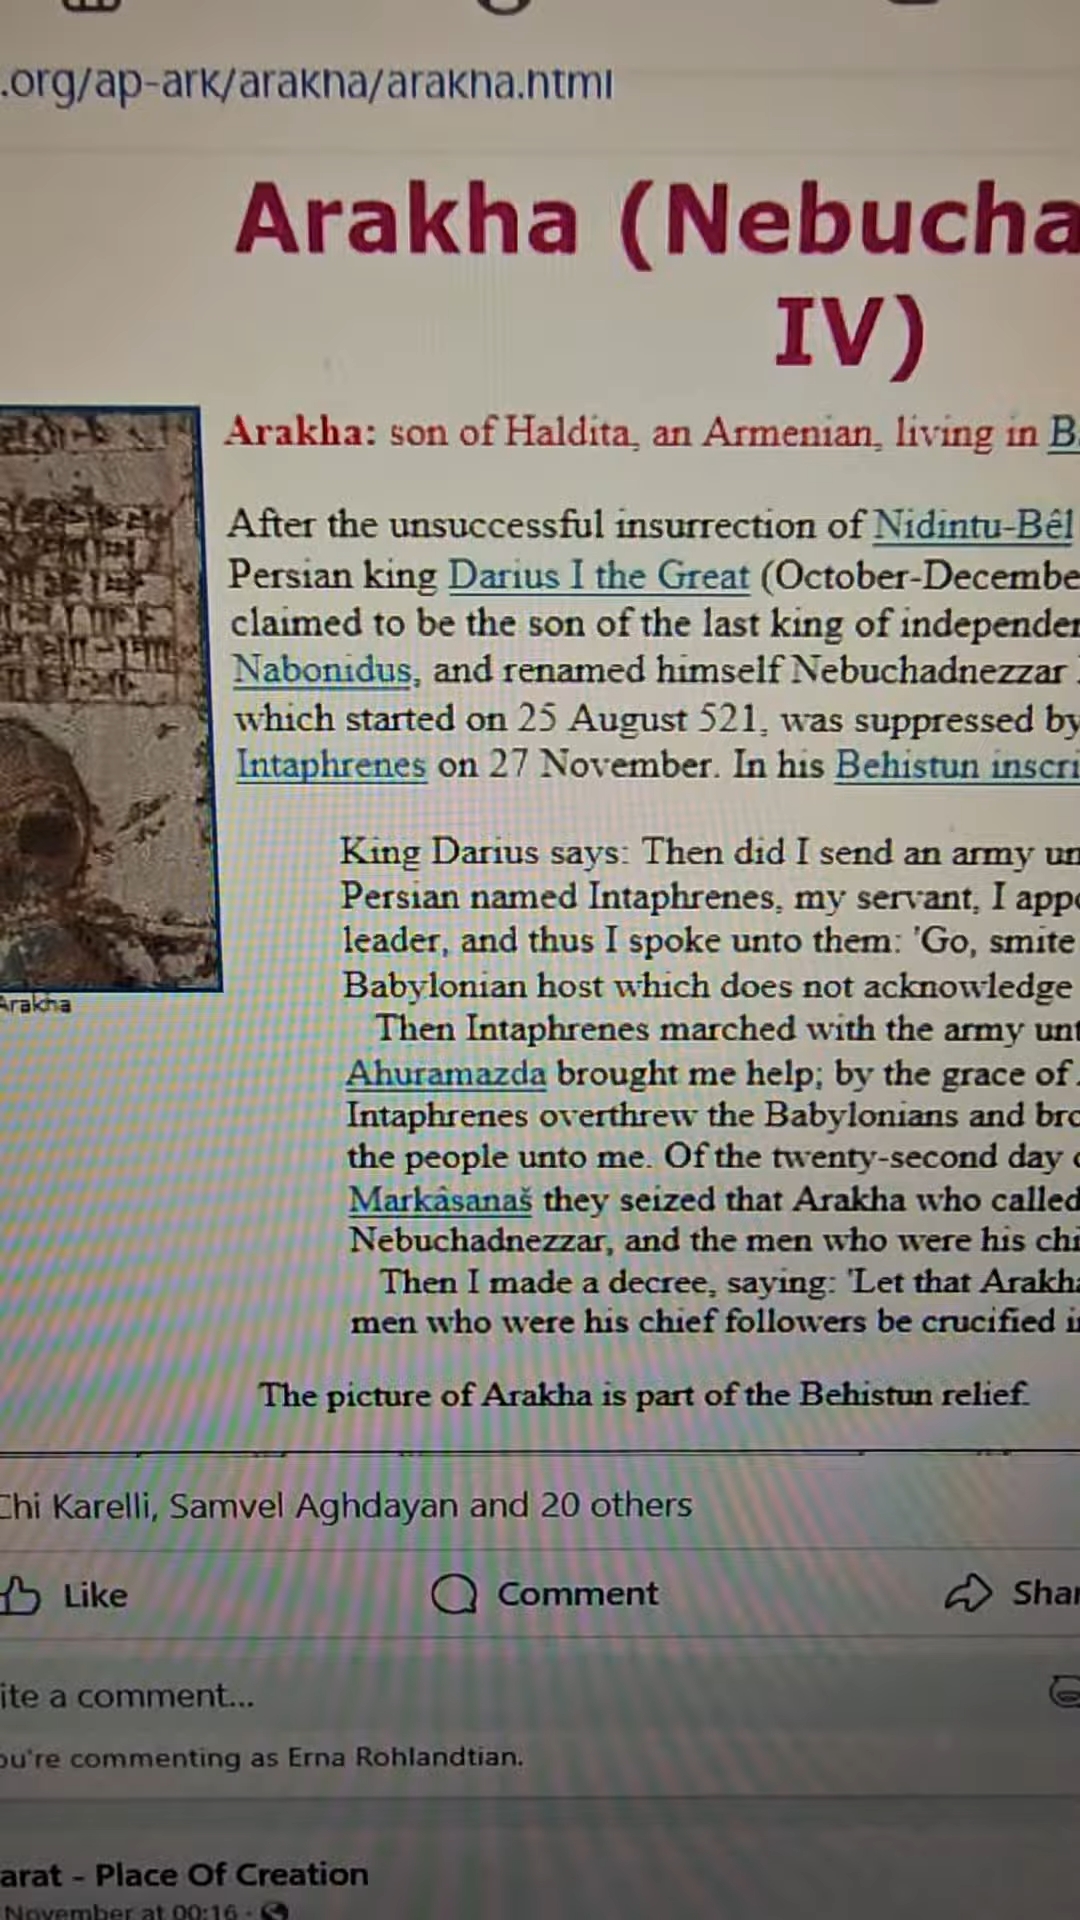 .org/ap-ark/arakha/arakha.html
Arakha (Nebucha
IV)
Arakha: son of Haldita, an Armenian, living in B
After the unsuccessful insurrection of Nidintu-Bêl
Persian king Darius I the Great (October-Decembe
claimed to be the son of the last king of independen
Nabonidus, and renamed himself Nebuchadnezzar
which started on 25 August 521, was suppressed by
Intaphrenes on 27 November. In his Behistun inscri
King Darius says: Then did I send an army un
Persian named Intaphrenes, my servant, I appo
leader, and thus I spoke unto them: 'Go, smite
Babylonian host which does not acknowledge
Then Intaphrenes marched with the army unt
Ahuramazda brought me help; by the grace of
Intaphrenes overthrew the Babylonians and bro
the people unto me. Of the twenty-second day
Markâsanaš they seized that Arakha who called
Nebuchadnezzar, and the men who were his chi
Then I made a decree, saying: 'Let that Arakha
men who were his chief followers be crucified i
Arakha
The picture of Arakha is part of the Behistun relief.
Chi Karelli, Samvel Aghdayan and 20 others
Like
Comment
Shar
ite a comment...
ou're commenting as Erna Rohlandtian.
arat - Place Of Creation
November at 00:16